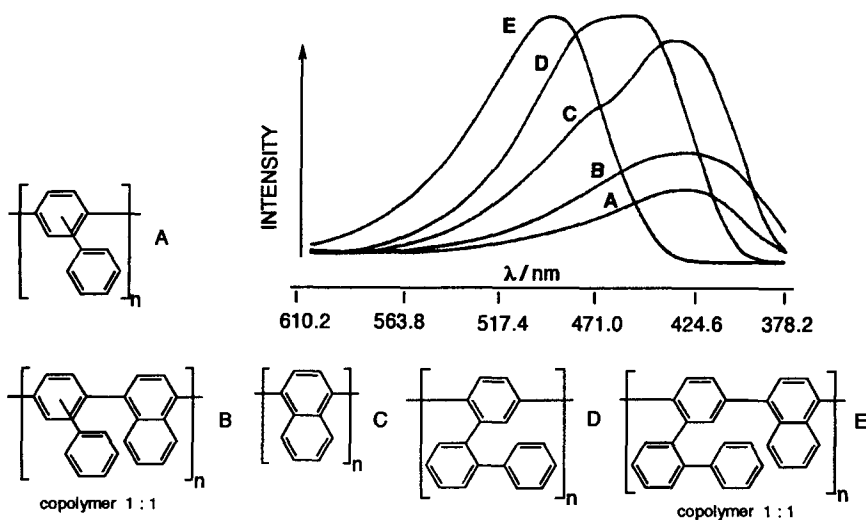 E
D
C
B
A
INTENSITY
λ/nm
610.2 563.8 517.4 471.0 424.6 378.2
A
n
B
n
copolymer 1 : 1
C
n
D
n
E
n
copolymer 1 : 1